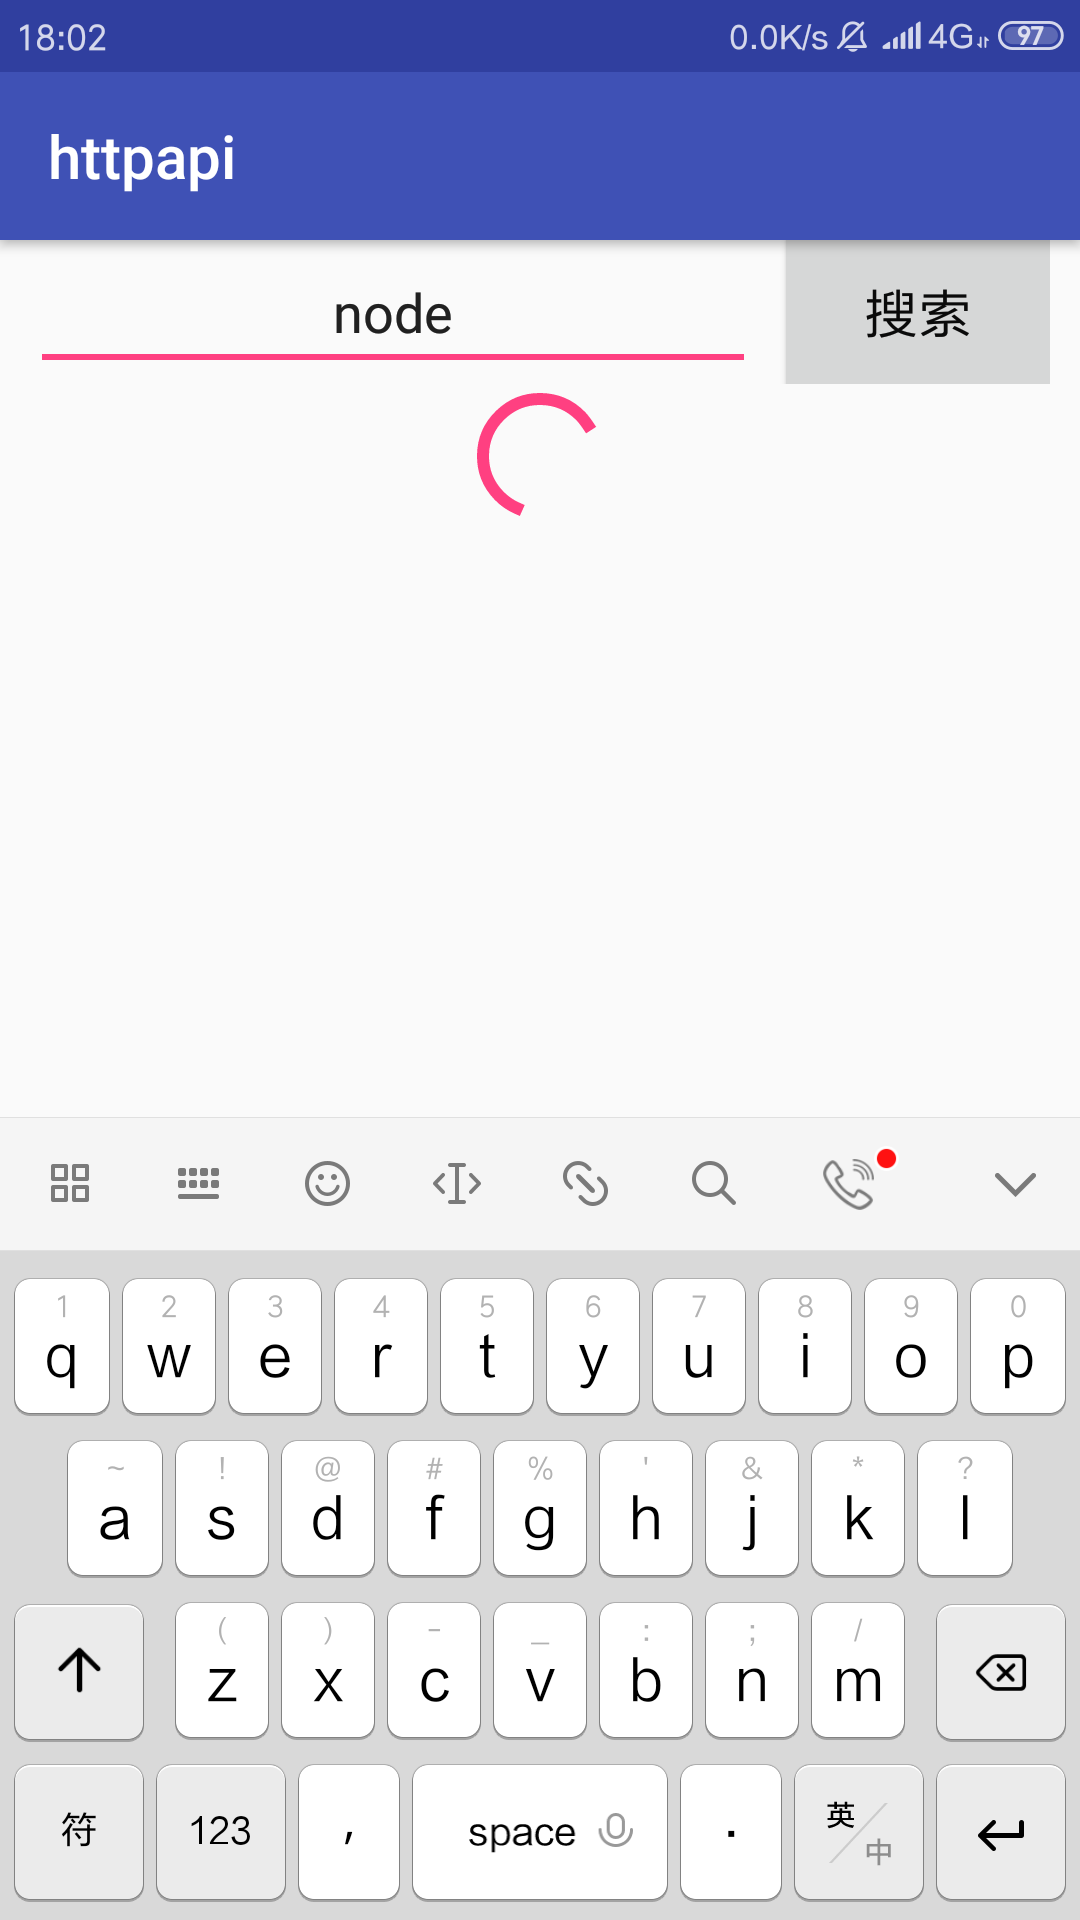 18:02 0.0K/s 4G 97
httpapi
node 搜索
1 2 3 4 5 6 7 8 9 0
q w e r t y u i o p
~ ! @ # % ' & * ?
a s d f g h j k l
( ) - _ : ; /
z x c v b n m
符 123 , space . 英 中